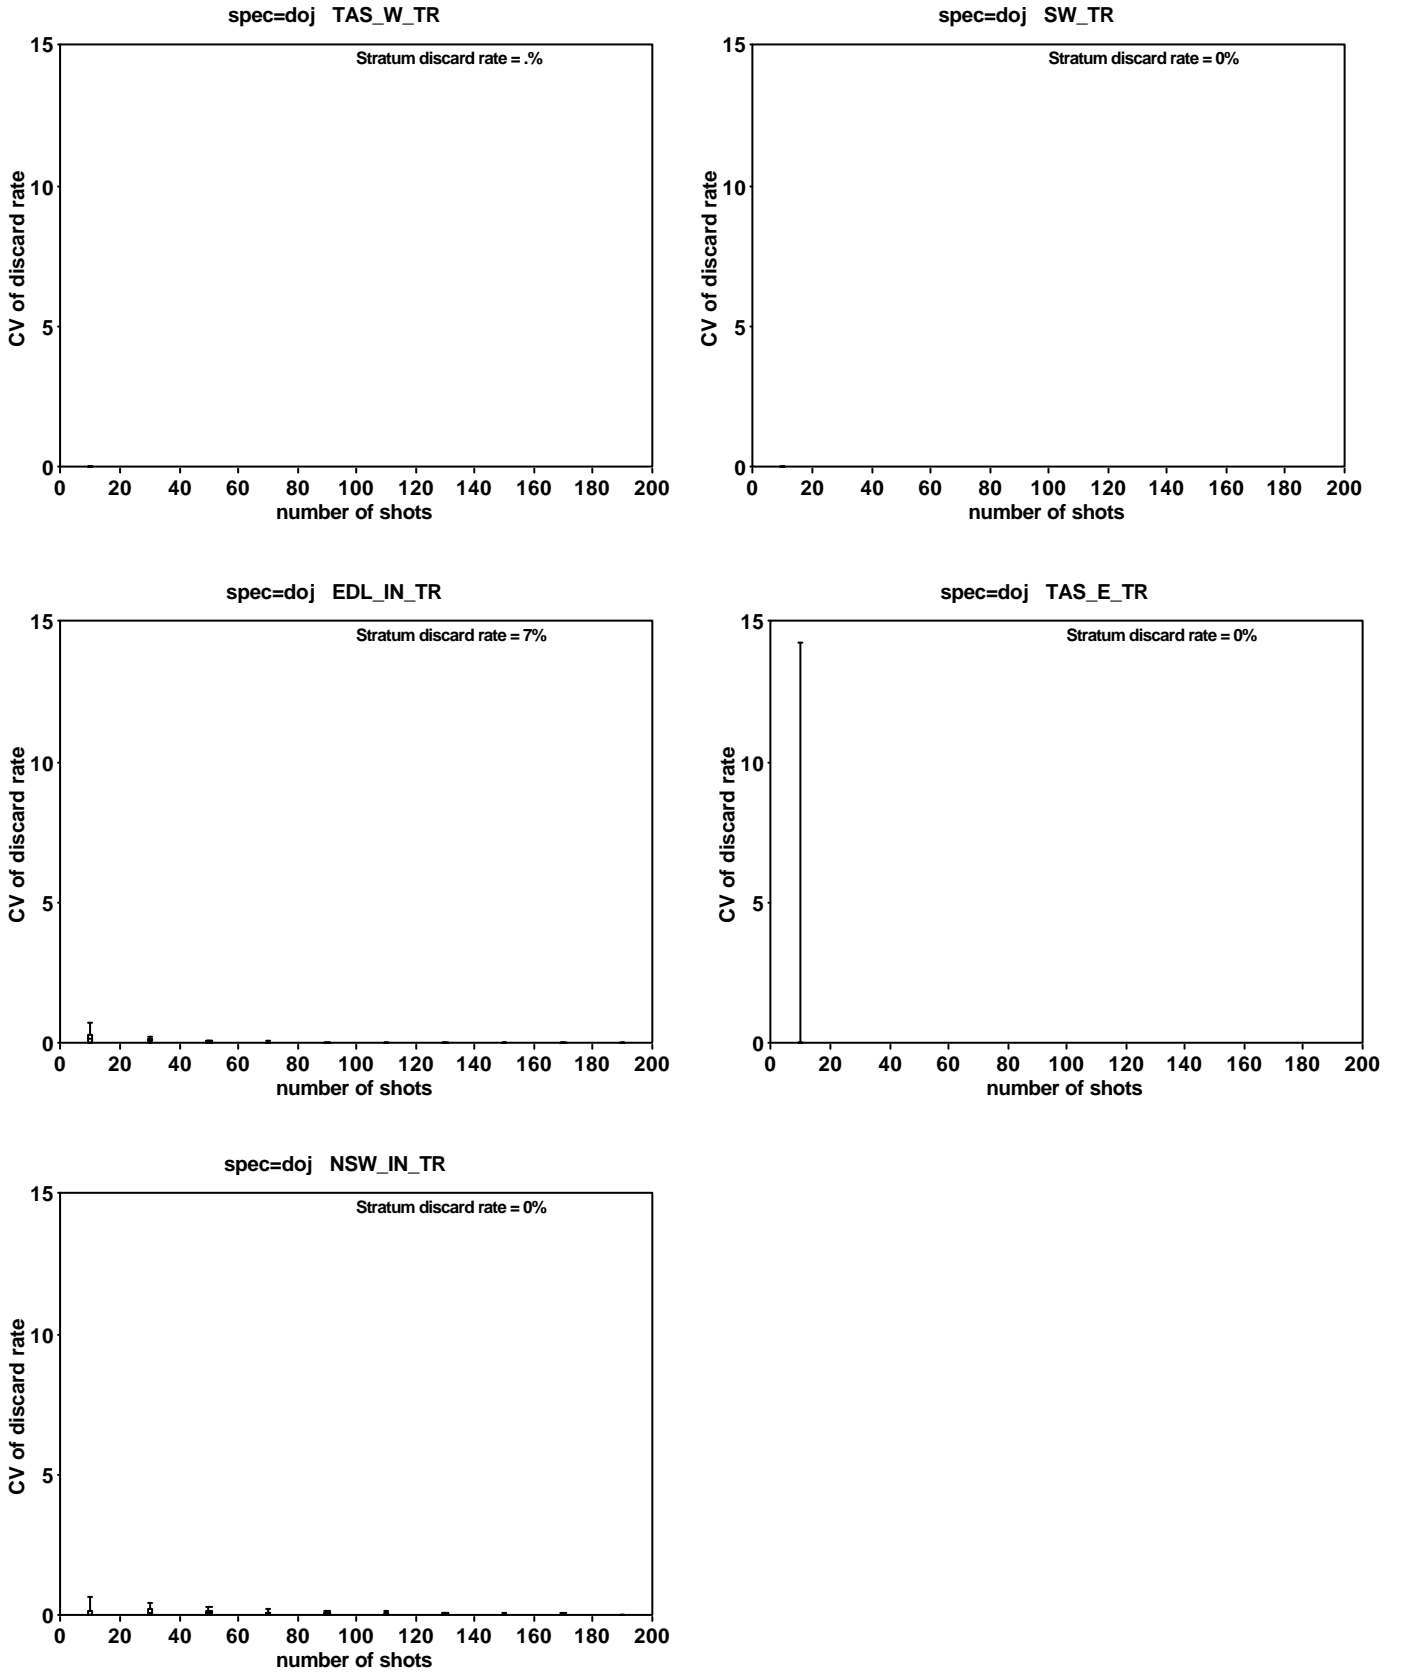 spec=doj TAS_W_TR
Stratum discard rate = .%
15
10
5
0
CV of discard rate
0 20 40 60 80 100 120 140 160 180 200
number of shots
spec=doj SW_TR
Stratum discard rate = 0%
15
10
5
0
CV of discard rate
0 20 40 60 80 100 120 140 160 180 200
number of shots
spec=doj EDL_IN_TR
Stratum discard rate = 7%
15
10
5
0
CV of discard rate
0 20 40 60 80 100 120 140 160 180 200
number of shots
spec=doj TAS_E_TR
Stratum discard rate = 0%
15
10
5
0
CV of discard rate
0 20 40 60 80 100 120 140 160 180 200
number of shots
spec=doj NSW_IN_TR
Stratum discard rate = 0%
15
10
5
0
CV of discard rate
0 20 40 60 80 100 120 140 160 180 200
number of shots